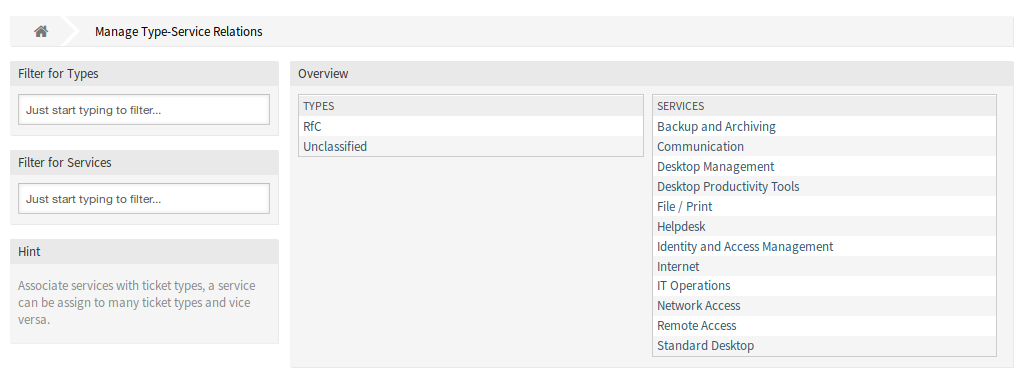 Manage Type-Service Relations
Filter for Types
Just start typing to filter...
Filter for Services
Just start typing to filter...
Hint
Associate services with ticket types, a service
can be assign to many ticket types and vice
versa.
Overview
TYPES
RfC
Unclassified
SERVICES
Backup and Archiving
Communication
Desktop Management
Desktop Productivity Tools
File / Print
Helpdesk
Identity and Access Management
Internet
IT Operations
Network Access
Remote Access
Standard Desktop